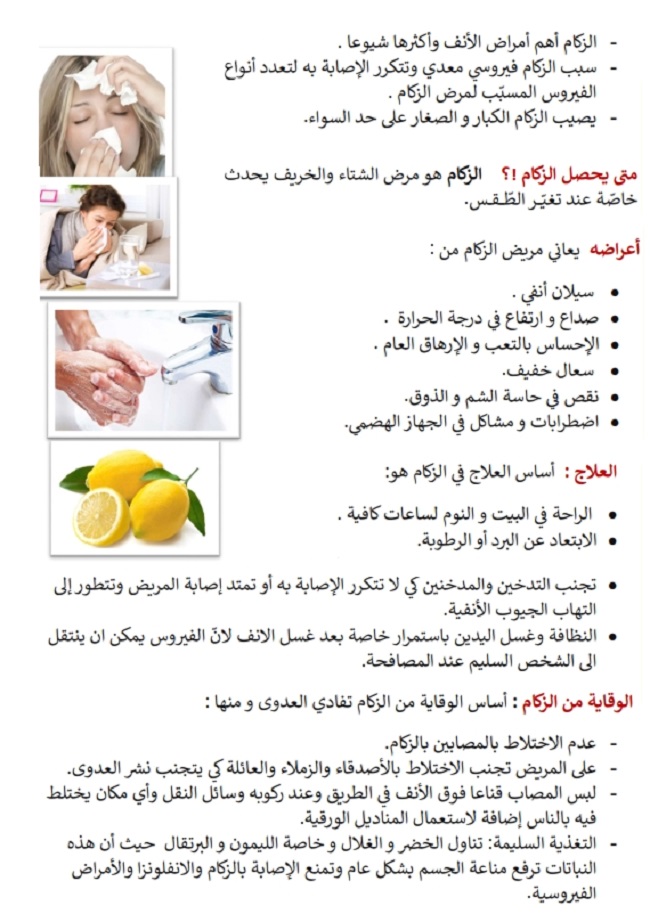 - الزكام أهم أمراض الأنف وأكثرها شيوعا .
- سبب الزكام فيروسي معدي وتتكرر الإصابة به لتعدد أنواع
الفيروس المسبّب لمرض الزكام .
- يصيب الزكام الكبار و الصغار على حد السواء.
متى يحصل الزكام !؟ الزكام هو مرض الشتاء والخريف يحدث
خاصّة عند تغيّر الطّقس.
أعراضه يعاني مريض الزكام من :
• سيلان أنفي .
• صداع و ارتفاع في درجة الحرارة .
• الإحساس بالتعب و الإرهاق العام .
• سعال خفيف.
• نقص في حاسة الشم و الذوق.
• اضطرابات و مشاكل في الجهاز الهضمي.
العلاج : أساس العلاج في الزكام هو:
• الراحة في البيت و النوم لساعات كافية .
• الابتعاد عن البرد أو الرطوبة.
• تجنب التدخين والمدخنين كي لا تتكرر الإصابة به أو تمتد إصابة المريض وتتطور إلى
التهاب الجيوب الأنفية.
• النظافة وغسل اليدين باستمرار خاصة بعد غسل الانف لانّ الفيروس يمكن ان ينتقل
الى الشخص السليم عند المصافحة.
الوقاية من الزكام : أساس الوقاية من الزكام تفادي العدوى و منها :
- عدم الاختلاط بالمصابين بالزكام.
- على المريض تجنب الاختلاط بالأصدقاء والزملاء والعائلة كي يتجنب نشر العدوى.
- لبس المصاب قناعا فوق الأنف في الطريق وعند ركوبه وسائل النقل وأي مكان يختلط
فيه بالناس إضافة لاستعمال المناديل الورقية.
- التغذية السليمة: تناول الخضر و الغلال و خاصة الليمون و البرتقال حيث أن هذه
النباتات ترفع مناعة الجسم بشكل عام وتمنع الإصابة بالزكام والانفلونزا والأمراض
الفيروسية.